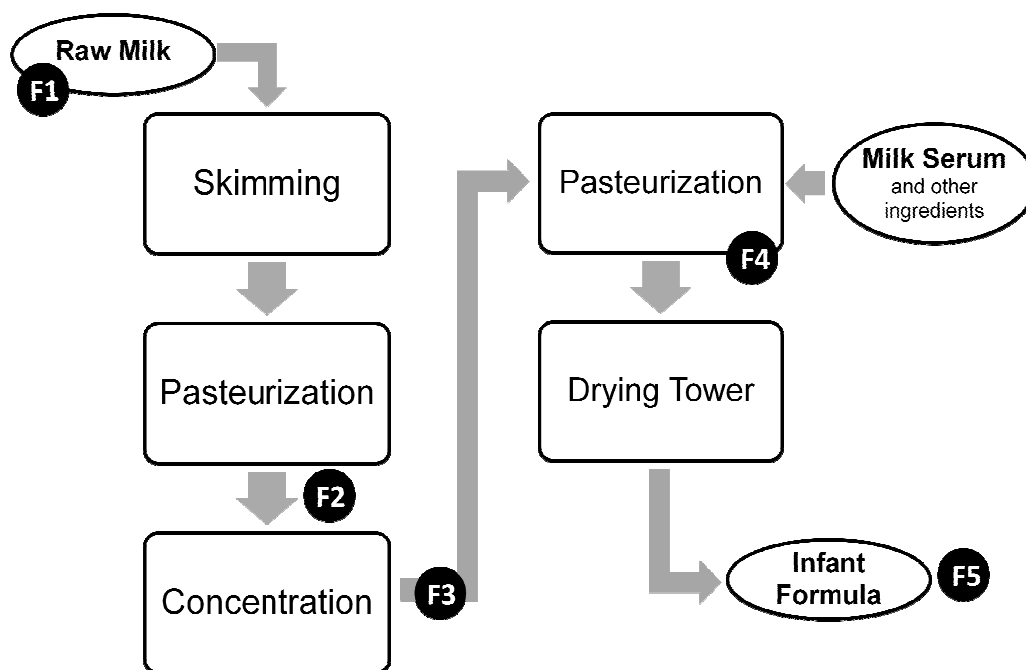 Raw Milk
F1
Skimming
Pasteurization
F2
Concentration
F3
Pasteurization
F4
Milk Serum
and other
ingredients
Drying Tower
Infant
Formula
F5